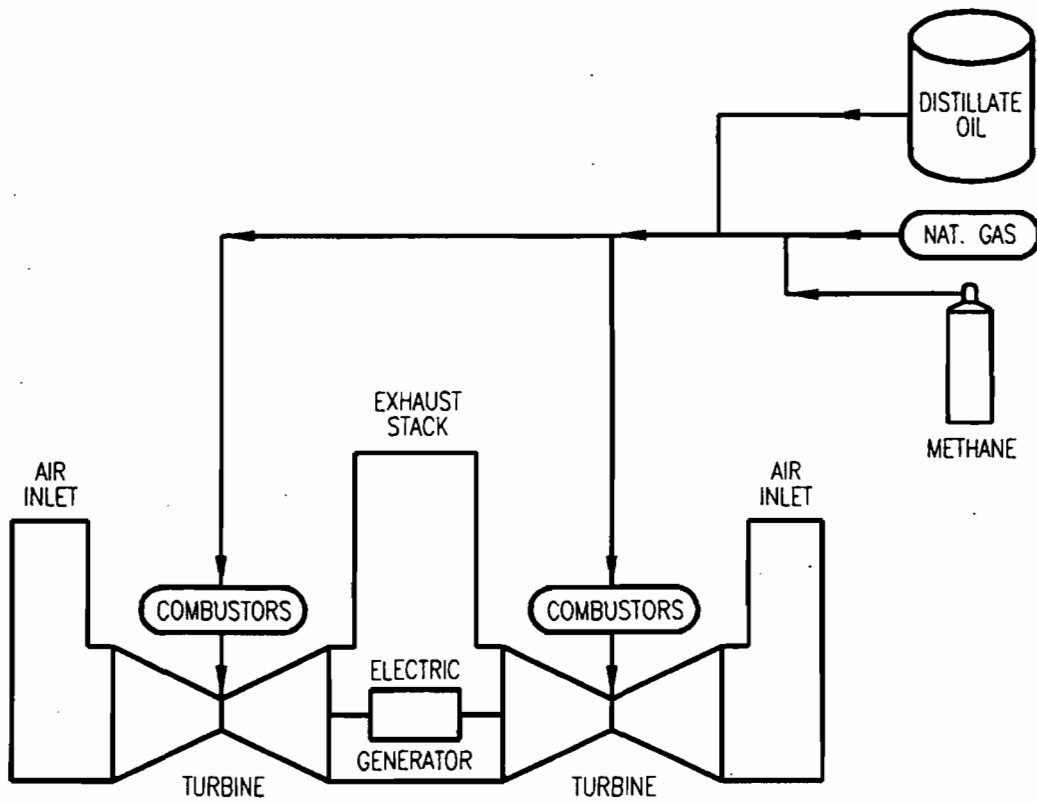 DISTILLATE
OIL
NAT. GAS
METHANE
EXHAUST
STACK
AIR
INLET
AIR
INLET
COMBUSTORS
COMBUSTORS
ELECTRIC
GENERATOR
TURBINE
TURBINE